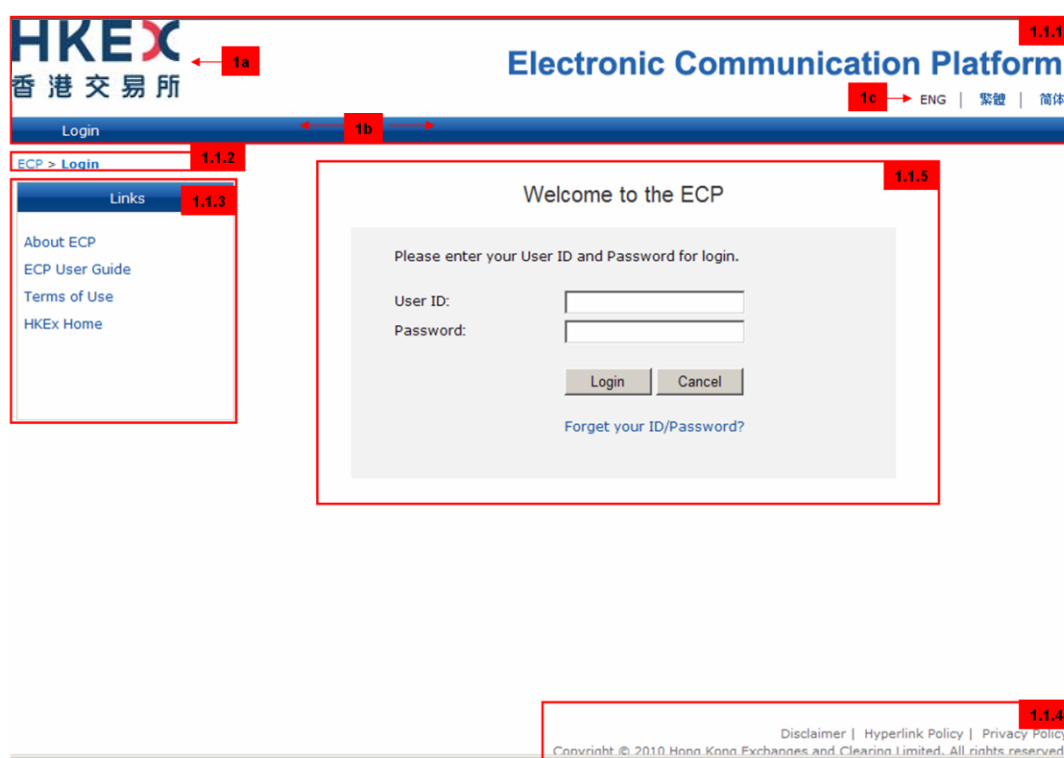 HKEX
香港交易所
1a
1.1.1
Electronic Communication Platform
1c
ENG | 繁體 | 简体
Login
1b
ECP > Login
1.1.2
Links
1.1.3
About ECP
ECP User Guide
Terms of Use
HKEx Home
1.1.5
Welcome to the ECP
Please enter your User ID and Password for login.
User ID:
Password:
Login Cancel
Forget your ID/Password?
1.1.4
Disclaimer | Hyperlink Policy | Privacy Policy
Copyright © 2010 Hong Kong Exchanges and Clearing Limited. All rights reserved